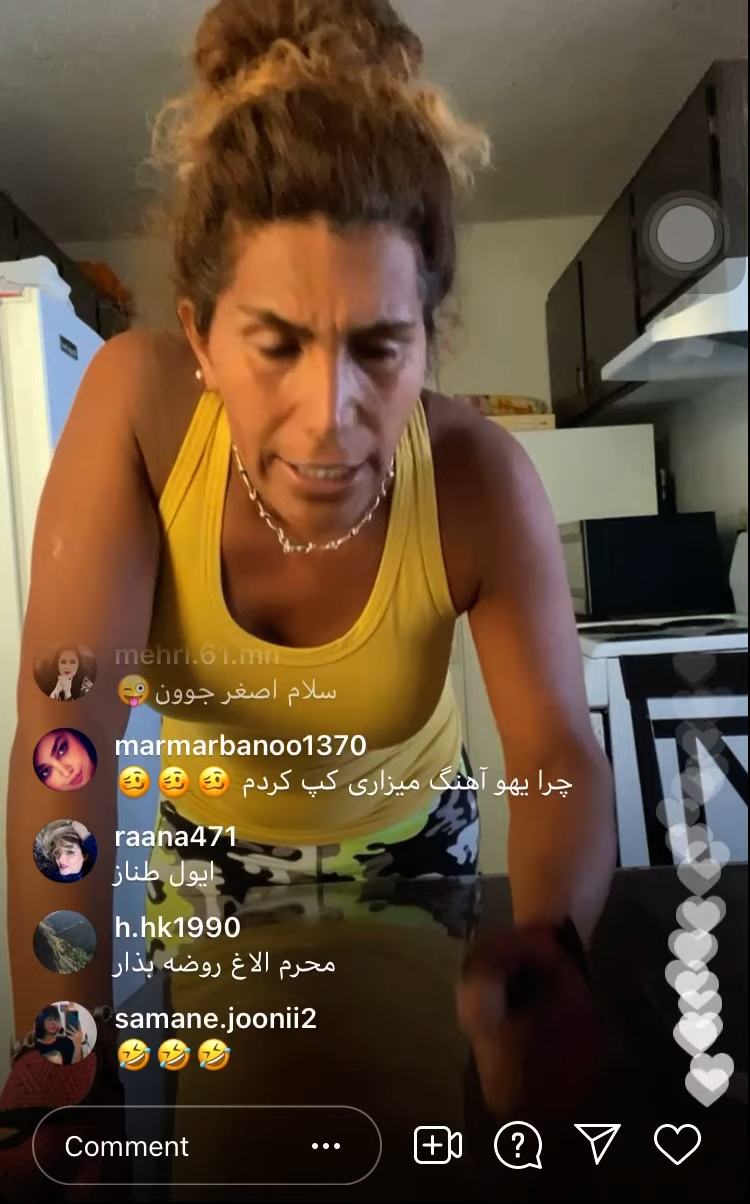 mehri.61.mn
سلام اصغر جوون😜
marmarbanoo1370
چرا یهو آهنگ میزاری کپ کردم 🥴🥴🥴
raana471
ایول طناز
h.hk1990
محرم الاغ روضه بذار
samane.joonii2
🤣🤣🤣
Comment